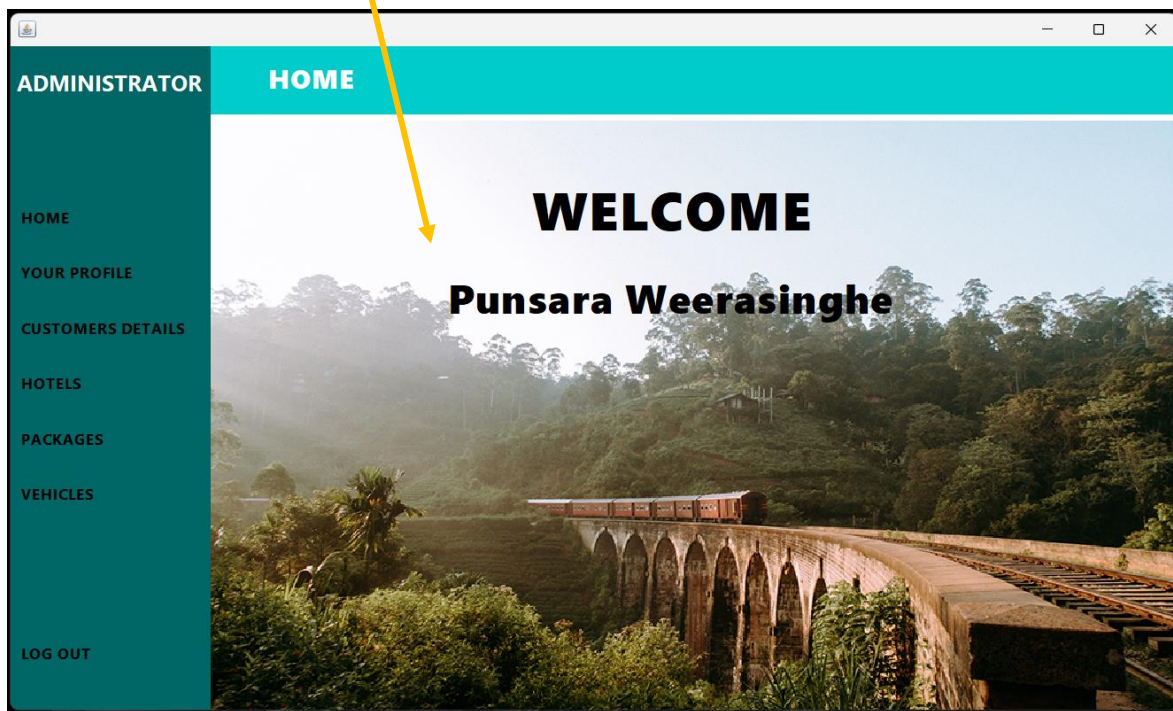 ADMINISTRATOR
HOME
HOME
YOUR PROFILE
CUSTOMERS DETAILS
HOTELS
PACKAGES
VEHICLES
LOG OUT
WELCOME
Punsara Weerasinghe